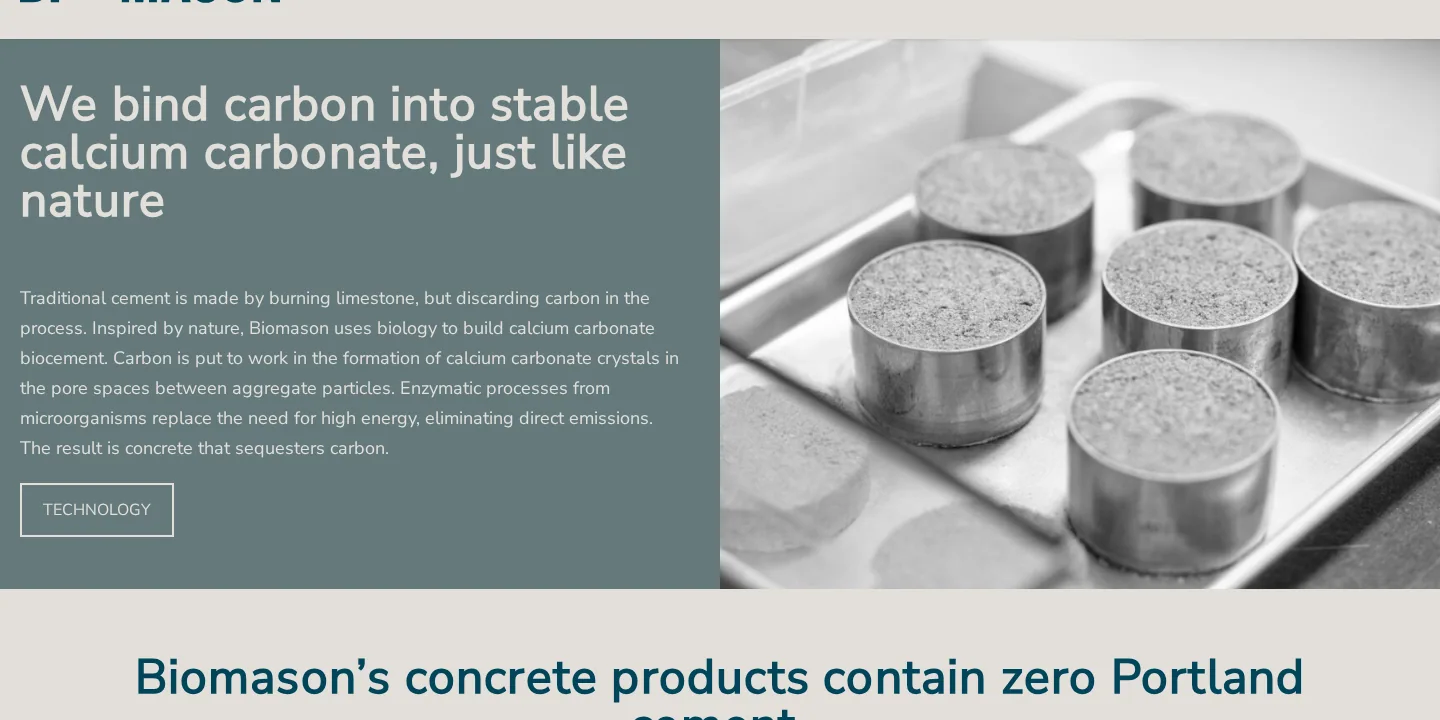 We bind carbon into stable
calcium carbonate, just like
nature
Traditional cement is made by burning limestone, but discarding carbon in the
process. Inspired by nature, Biomason uses biology to build calcium carbonate
biocement. Carbon is put to work in the formation of calcium carbonate crystals in
the pore spaces between aggregate particles. Enzymatic processes from
microorganisms replace the need for high energy, eliminating direct emissions.
The result is concrete that sequesters carbon.
TECHNOLOGY
Biomason’s concrete products contain zero Portland
cement